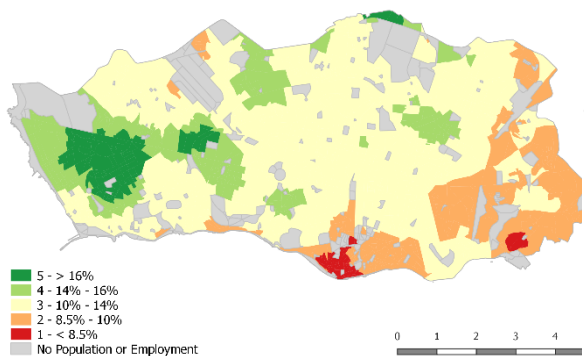 5 - > 16%
4 - 14% - 16%
3 - 10% - 14%
2 - 8.5% - 10%
1 - < 8.5%
No Population or Employment
0 1 2 3 4